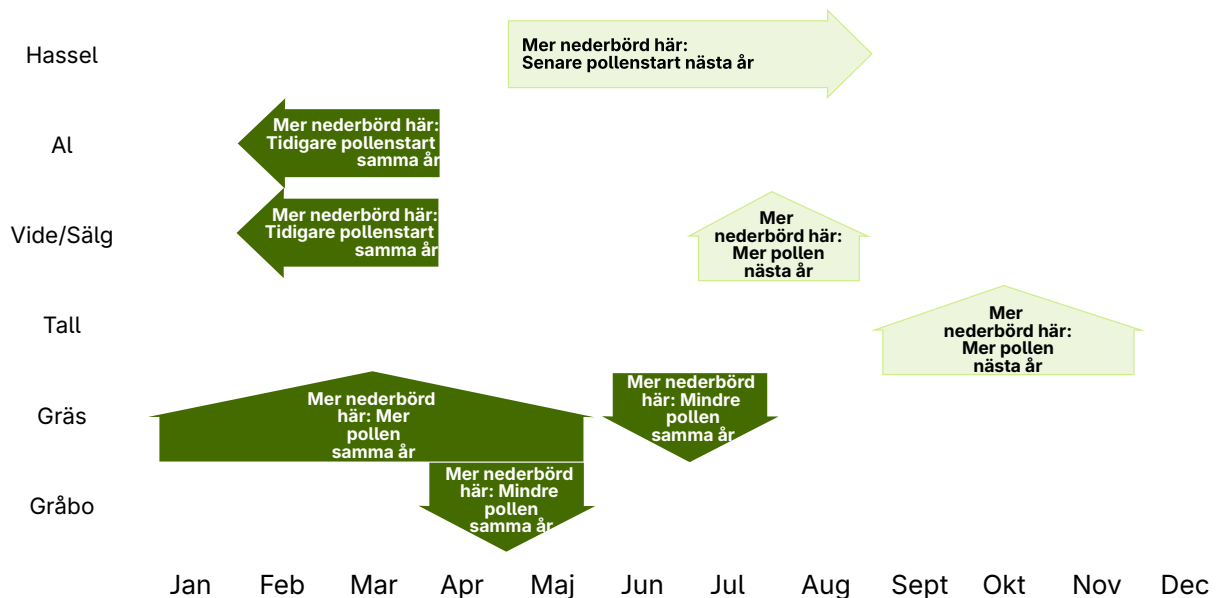 Hassel
Mer nederbörd här:
Senare pollenstart nästa år
Al
Mer nederbörd här:
Tidigare pollenstart
samma år
Vide/Sälg
Mer nederbörd här:
Tidigare pollenstart
samma år
Mer
nederbörd här:
Mer pollen
nästa år
Tall
Mer
nederbörd här:
Mer pollen
nästa år
Gräs
Mer nederbörd
här: Mer
pollen
samma år
Mer nederbörd
här: Mindre
pollen
samma år
Gråbo
Mer nederbörd
här: Mindre
pollen
samma år
Jan Feb Mar Apr Maj Jun Jul Aug Sept Okt Nov Dec